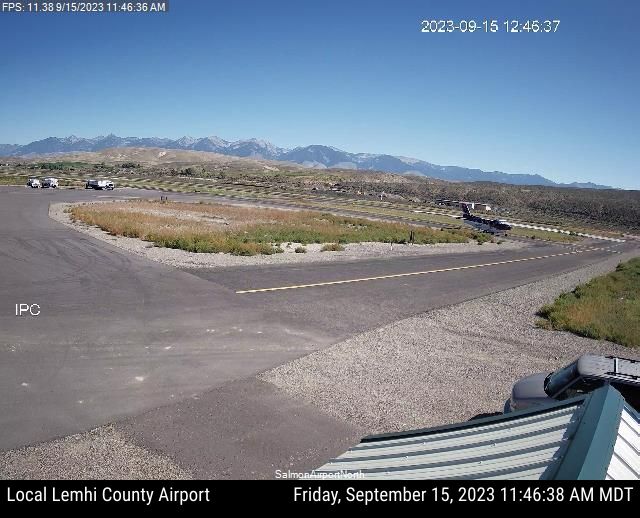 FPS: 11.38 9/15/2023 11:46:36 AM
2023-09-15 12:46:37
IPC
SalmonAirportNorth
Local Lemhi County Airport
Friday, September 15, 2023 11:46:38 AM MDT